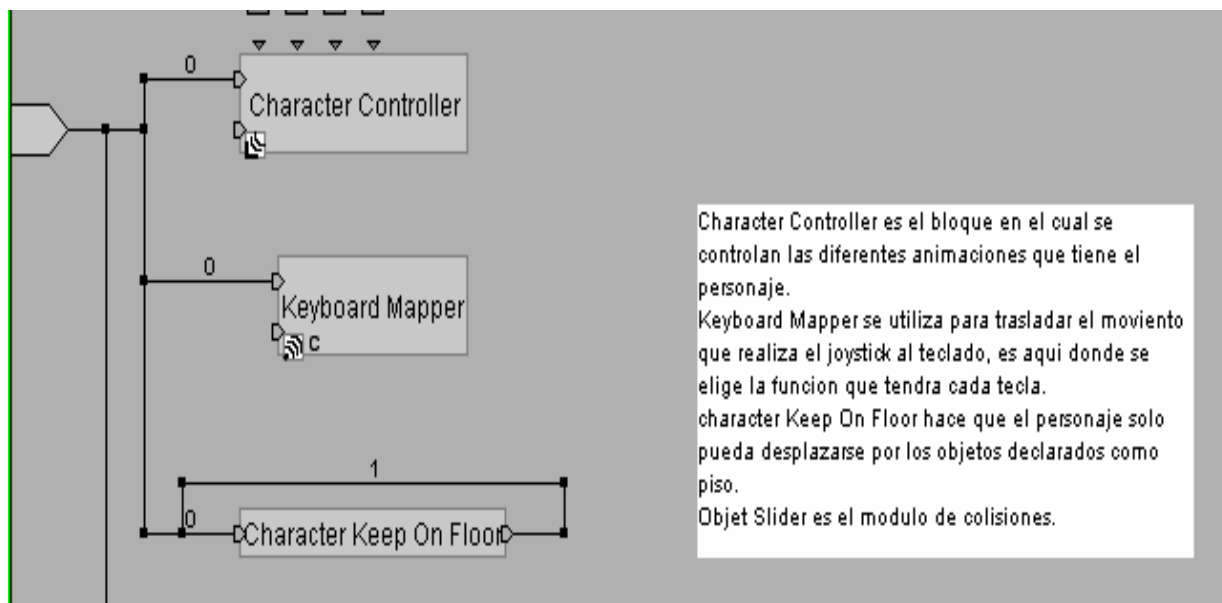 0
Character Controller
0
Keyboard Mapper
C
1
0
Character Keep On Floor
Character Controller es el bloque en el cual se
controlan las diferentes animaciones que tiene el
personaje.
Keyboard Mapper se utiliza para trasladar el moviento
que realiza el joystick al teclado, es aqui donde se
elige la funcion que tendra cada tecla.
character Keep On Floor hace que el personaje solo
pueda desplazarse por los objetos declarados como
piso.
Objet Slider es el modulo de colisiones.